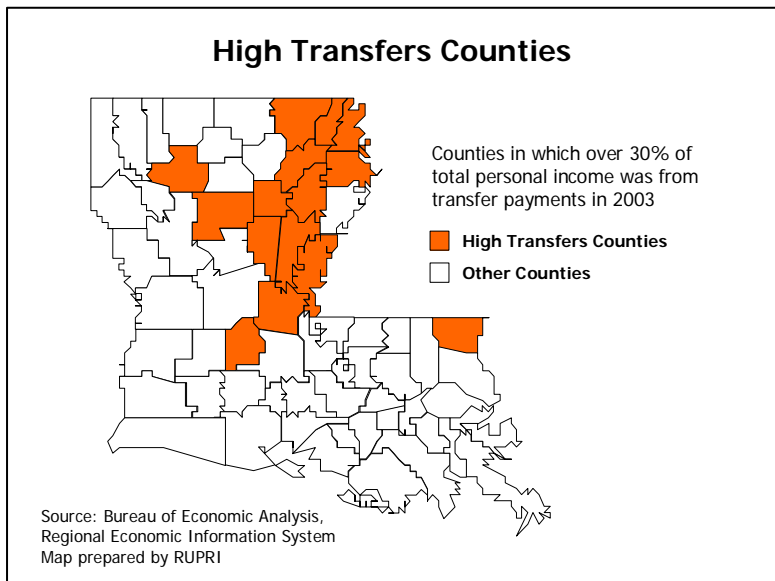 High Transfers Counties
Counties in which over 30% of
total personal income was from
transfer payments in 2003
High Transfers Counties
Other Counties
Source: Bureau of Economic Analysis,
Regional Economic Information System
Map prepared by RUPRI